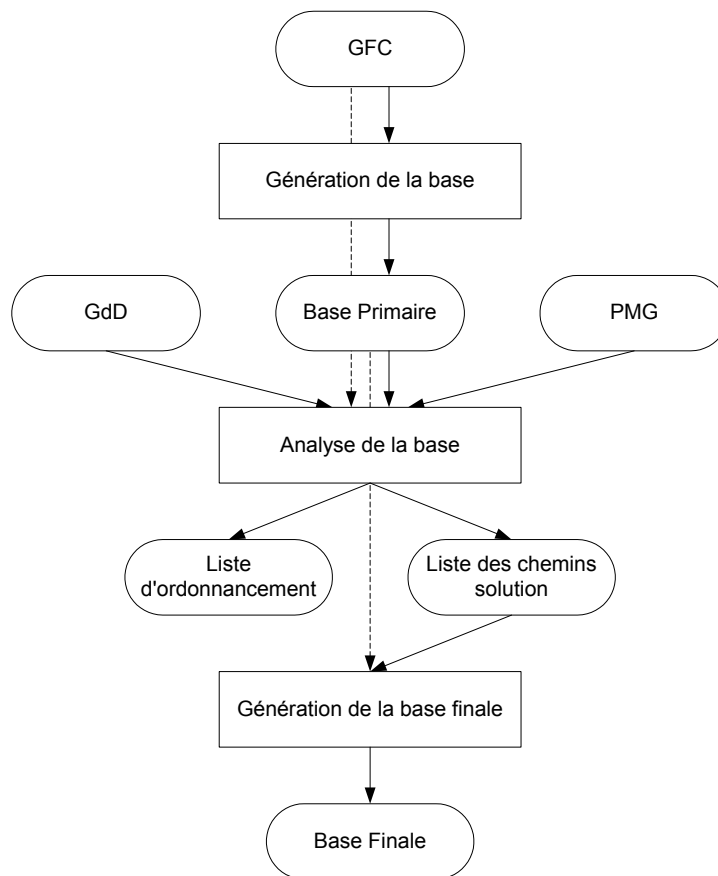 GFC
Génération de la base
GdD
Base Primaire
PMG
Analyse de la base
Liste
d'ordonnancement
Liste des chemins
solution
Génération de la base finale
Base Finale